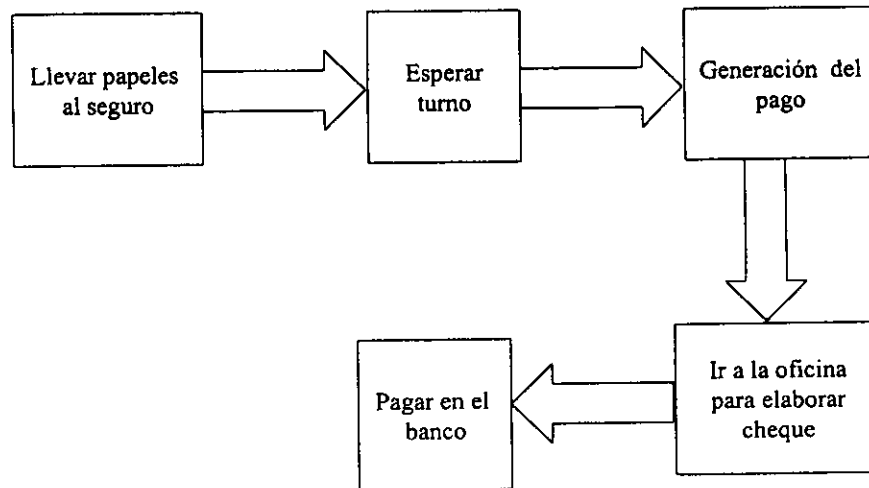 Llevar papeles
al seguro
Esperar
turno
Generación del
pago
Ir a la oficina
para elaborar
cheque
Pagar en el
banco